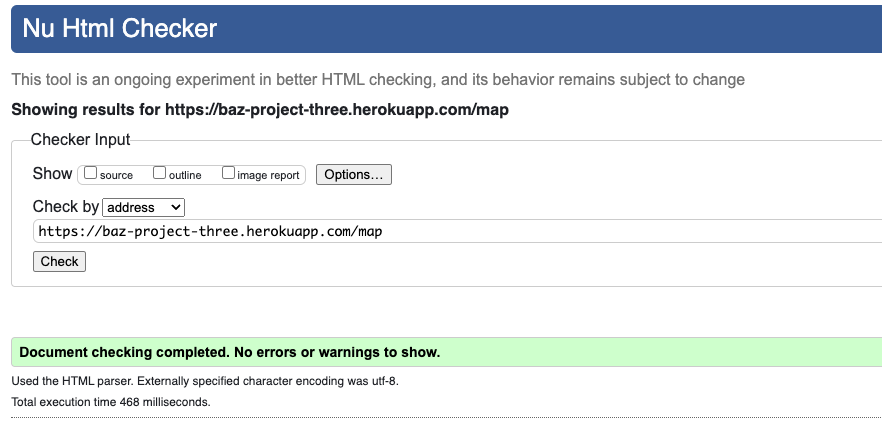 Nu Html Checker
This tool is an ongoing experiment in better HTML checking, and its behavior remains subject to change
Showing results for https://baz-project-three.herokuapp.com/map
Checker Input
Show source outline image report Options...
Check by address
https://baz-project-three.herokuapp.com/map
Check
Document checking completed. No errors or warnings to show.
Used the HTML parser. Externally specified character encoding was utf-8.
Total execution time 468 milliseconds.